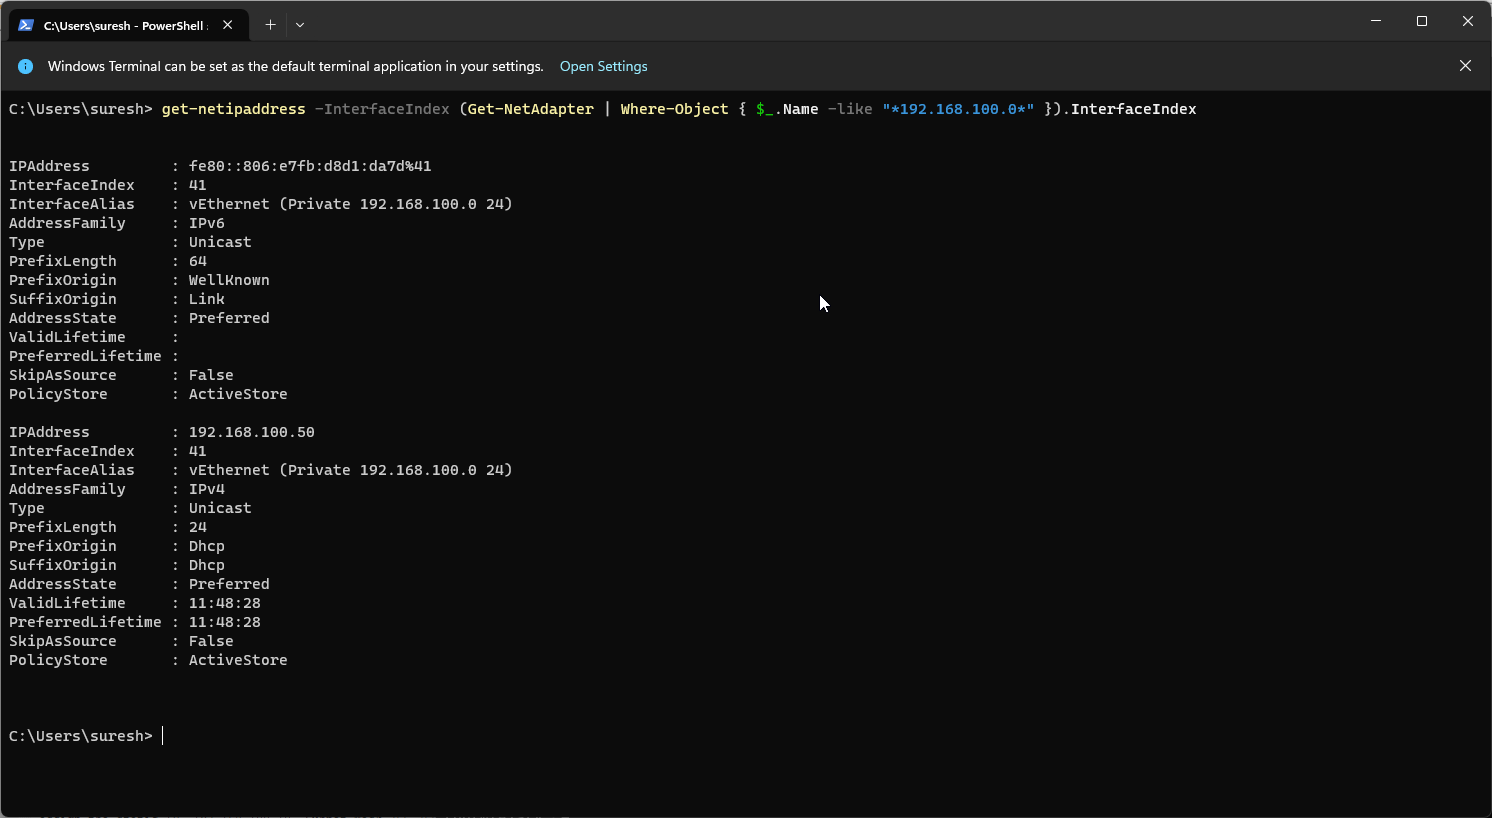 C:\Users\suresh - PowerShell
Windows Terminal can be set as the default terminal application in your settings. Open Settings
C:\Users\suresh> get-netipaddress -InterfaceIndex (Get-NetAdapter | Where-Object { $_.Name -like "*192.168.100.0*" }).InterfaceIndex
IPAddress         : fe80::806:e7fb:d8d1:da7d%41
InterfaceIndex    : 41
InterfaceAlias    : vEthernet (Private 192.168.100.0 24)
AddressFamily     : IPv6
Type              : Unicast
PrefixLength      : 64
PrefixOrigin      : WellKnown
SuffixOrigin      : Link
AddressState      : Preferred
ValidLifetime     :
PreferredLifetime :
SkipAsSource      : False
PolicyStore       : ActiveStore
IPAddress         : 192.168.100.50
InterfaceIndex    : 41
InterfaceAlias    : vEthernet (Private 192.168.100.0 24)
AddressFamily     : IPv4
Type              : Unicast
PrefixLength      : 24
PrefixOrigin      : Dhcp
SuffixOrigin      : Dhcp
AddressState      : Preferred
ValidLifetime     : 11:48:28
PreferredLifetime : 11:48:28
SkipAsSource      : False
PolicyStore       : ActiveStore
C:\Users\suresh>